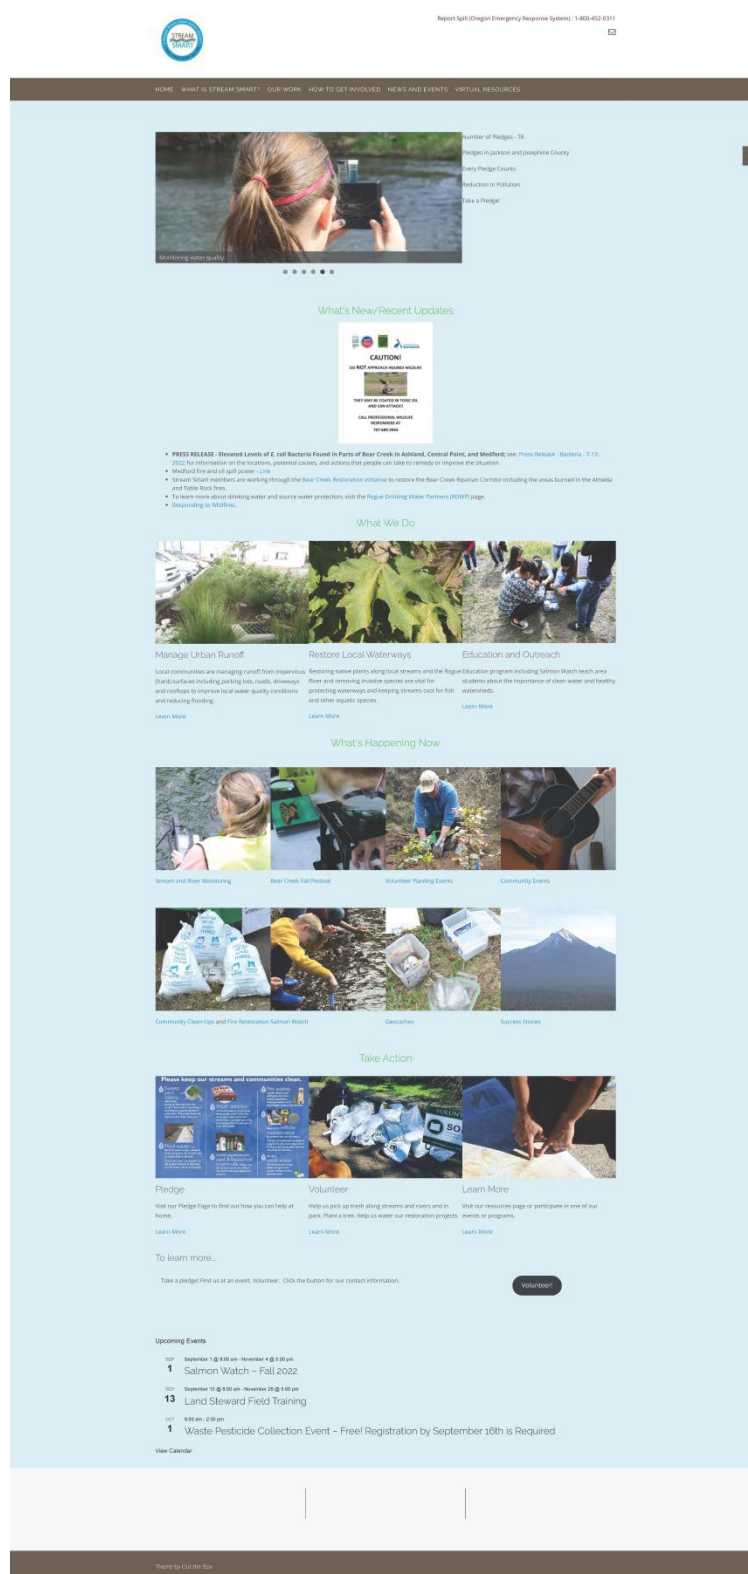 Report Spill (Oregon Emergency Response System) : 1-800-452-0311
STREAM
SMART
HOME WHAT IS STREAM SMART? OUR WORK HOW TO GET INVOLVED NEWS AND EVENTS VIRTUAL RESOURCES
Number of Pledges - 78
Pledges in Jackson and Josephine County
Every Pledge Counts
Reduction in Pollution
Take a Pledge!
Monitoring water quality
What's New/Recent Updates
CAUTION!
DO NOT APPROACH INJURED WILDLIFE
THEY MAY BE COATED IN TOXIC OIL
AND CAN ATTACK!!
CALL PROFESSIONAL WILDLIFE
RESPONDERS AT
PRESS RELEASE - Elevated Levels of E. coli Bacteria Found in Parts of Bear Creek in Ashland, Central Point, and Medford; see: Press Release - Bacteria - 7-13-
2022 for information on the locations, potential causes, and actions that people can take to remedy or improve the situation.
Medford fire and oil spill poster - Link
Stream Smart members are working through the Bear Creek Restoration Initiative to restore the Bear Creek Riparian Corridor including the areas burned in the Almeda
and Table Rock fires.
To learn more about drinking water and source water protection, visit the Rogue Drinking Water Partners (RDWP) page.
Responding to Wildfires.
What We Do
Manage Urban Runoff
Local communities are managing runoff from impervious
(hard) surfaces including parking lots, roads, driveways
and rooftops to improve local water quality conditions
and reducing flooding.
Learn More
Restore Local Waterways
Restoring native plants along local streams and the Rogue
River and removing invasive species are vital for
protecting waterways and keeping streams cool for fish
and other aquatic species.
Learn More
Education and Outreach
Education program including Salmon Watch teach area
students about the importance of clean water and healthy
watersheds.
Learn More
What's Happening Now
Stream and River Monitoring
Bear Creek Fall Festival
Volunteer Planting Events
Community Events
Community Clean-Ups and Fire Restoration
Salmon Watch
Geocaches
Success Stories
Take Action
Please keep our streams and communities clean.
Pledge
Visit our Pledge Page to find out how you can help at
home.
Learn More
Volunteer
Help us pick up trash along streams and rivers and in
park. Plant a tree. Help us water our restoration projects.
Learn More
Learn More
Visit our resources page or participate in one of our
events or programs.
Learn More
To learn more...
Take a pledge! Find us at an event. Volunteer. Click the button for our contact information.
Volunteer!
Upcoming Events
SEP
1
September 1 @ 8:00 am - November 4 @ 5:00 pm
Salmon Watch – Fall 2022
SEP
13
September 13 @ 8:00 am - November 29 @ 5:00 pm
Land Steward Field Training
OCT
1
9:00 am - 2:30 pm
Waste Pesticide Collection Event – Free! Registration by September 16th is Required
View Calendar
Theme by Out the Box